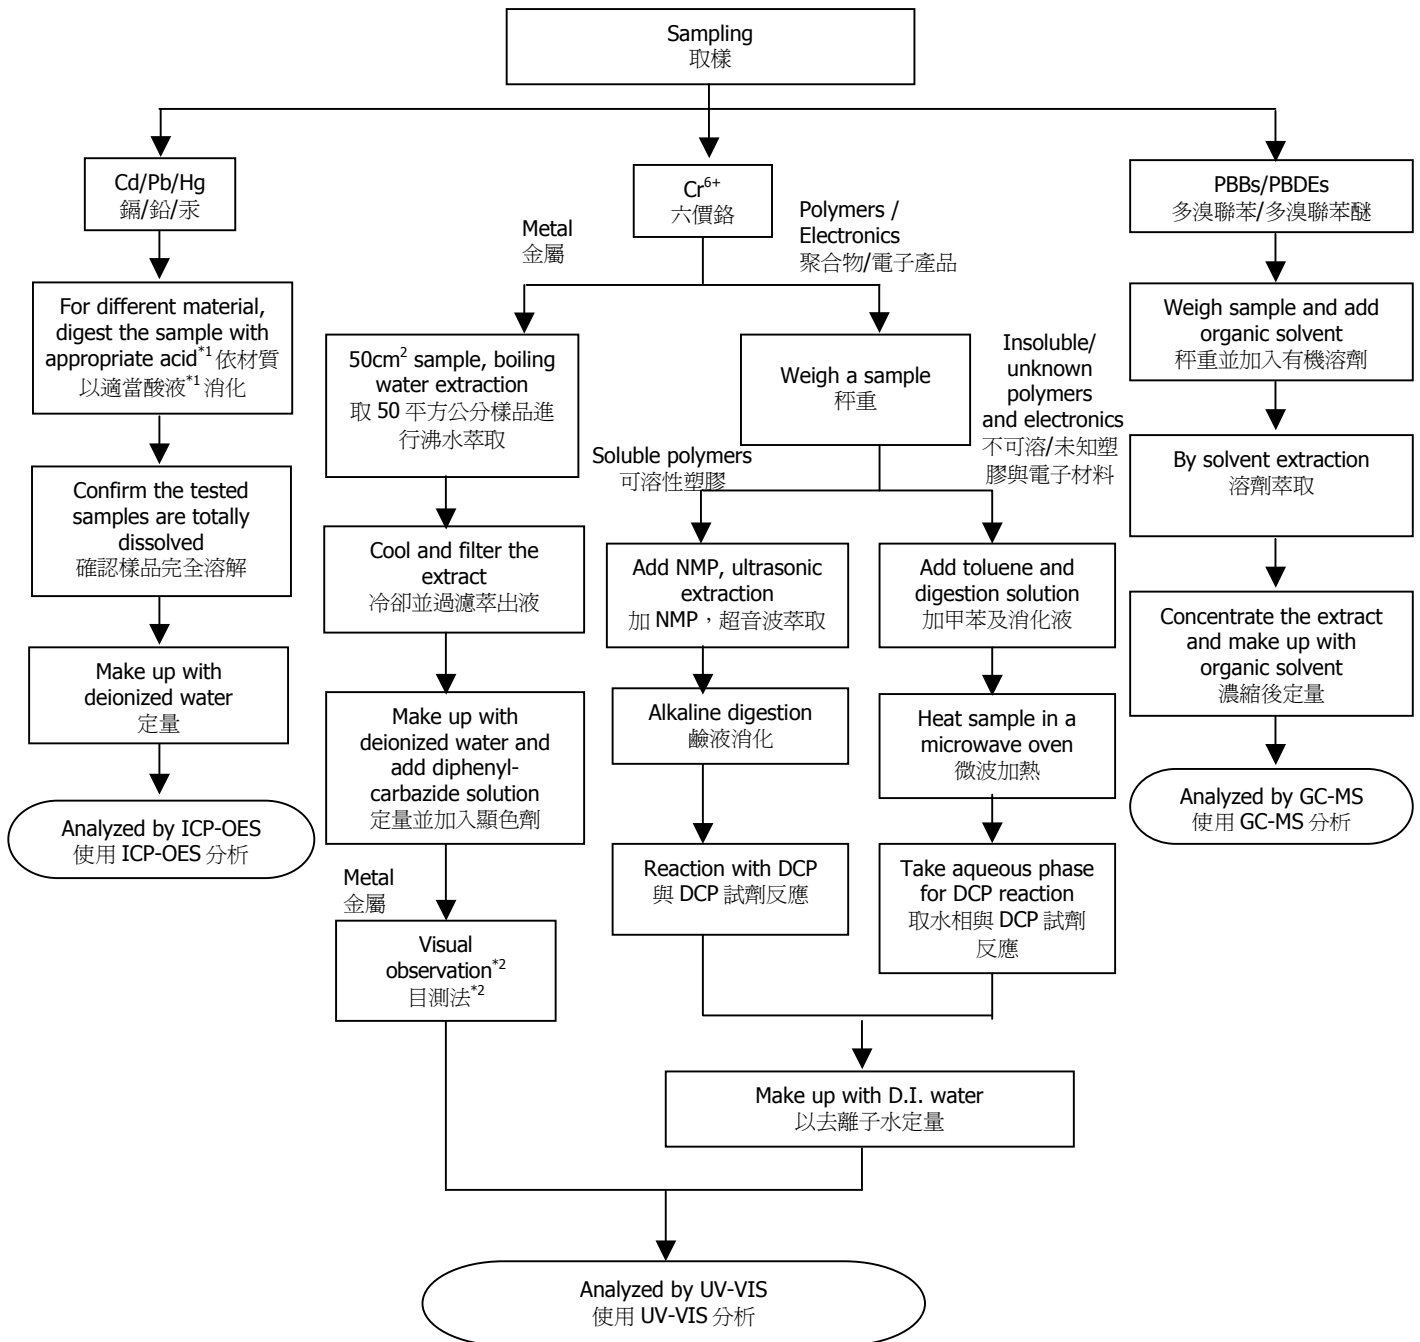 Sampling
取樣
Cd/Pb/Hg
鎘/鉛/汞
Cr6+
六價鉻
PBBs/PBDEs
多溴聯苯/多溴聯苯醚
Metal
金屬
Polymers /
Electronics
聚合物/電子產品
For different material,
digest the sample with
appropriate acid*1 依材質
以適當酸液*1 消化
50cm2 sample, boiling
water extraction
取 50 平方公分樣品進
行沸水萃取
Weigh a sample
秤重
Insoluble/
unknown
polymers
and electronics
不可溶/未知塑
膠與電子材料
Weigh sample and add
organic solvent
秤重並加入有機溶劑
Soluble polymers
可溶性塑膠
By solvent extraction
溶劑萃取
Confirm the tested
samples are totally
dissolved
確認樣品完全溶解
Cool and filter the
extract
冷卻並過濾萃出液
Add NMP, ultrasonic
extraction
加 NMP，超音波萃取
Add toluene and
digestion solution
加甲苯及消化液
Concentrate the extract
and make up with
organic solvent
濃縮後定量
Make up with
deionized water
定量
Make up with
deionized water and
add diphenyl-
carbazide solution
定量並加入顯色劑
Alkaline digestion
鹼液消化
Heat sample in a
microwave oven
微波加熱
Analyzed by GC-MS
使用 GC-MS 分析
Analyzed by ICP-OES
使用 ICP-OES 分析
Metal
金屬
Reaction with DCP
與 DCP 試劑反應
Take aqueous phase
for DCP reaction
取水相與 DCP 試劑
反應
Visual
observation*2
目測法*2
Make up with D.I. water
以去離子水定量
Analyzed by UV-VIS
使用 UV-VIS 分析